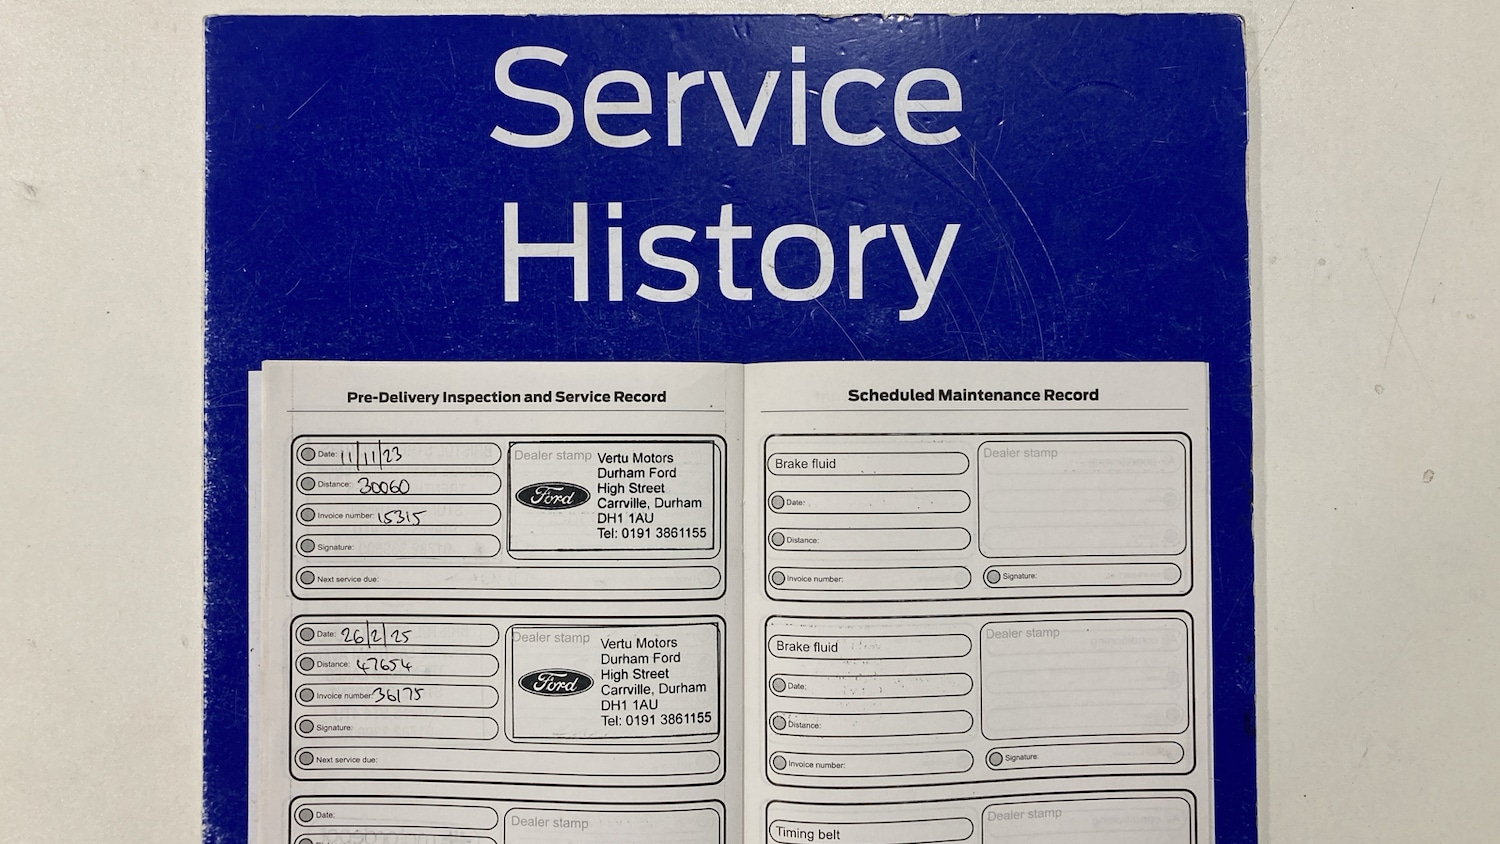 Service
History
Pre-Delivery Inspection and Service Record
Date: 11/11/23
Distance: 30060
Invoice number: 15315
Signature:
Next service due:
Dealer stamp
Ford
Vertu Motors
Durham Ford
High Street
Carrville, Durham
DH1 1AU
Tel: 0191 3861155
Date: 26/2/25
Distance: 47654
Invoice number: 36175
Signature:
Next service due:
Dealer stamp
Ford
Vertu Motors
Durham Ford
High Street
Carrville, Durham
DH1 1AU
Tel: 0191 3861155
Date:
Dealer stamp
Scheduled Maintenance Record
Brake fluid
Date:
Distance:
Invoice number:
Dealer stamp
Signature:
Brake fluid
Date:
Distance:
Invoice number:
Dealer stamp
Signature:
Timing belt
Dealer stamp